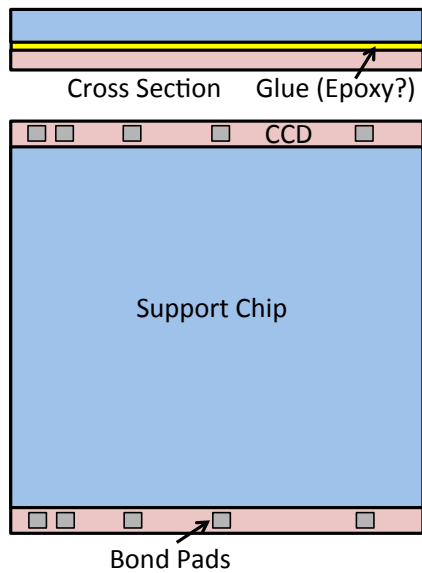 Cross Section
Glue (Epoxy?)
CCD
Support Chip
Bond Pads